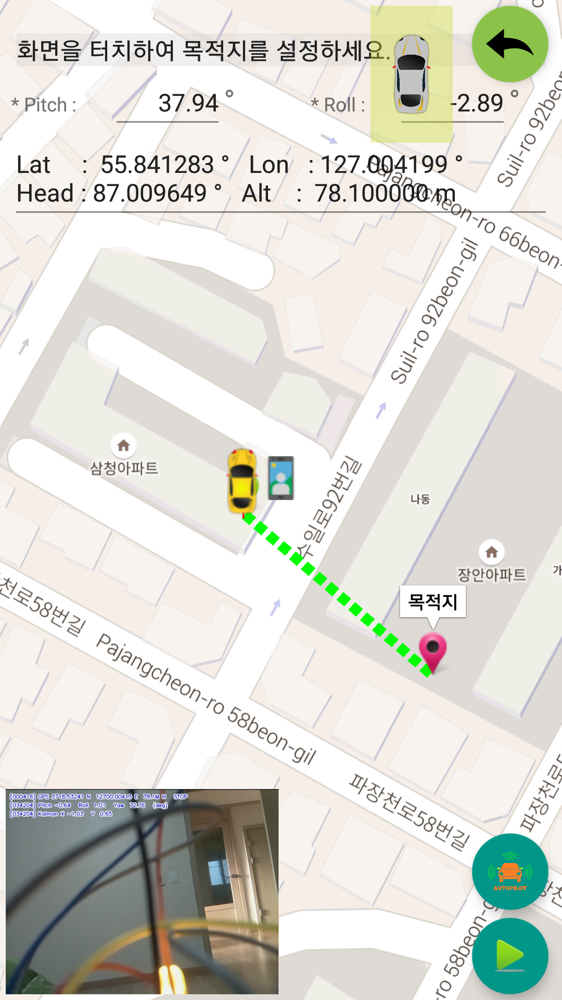 화면을 터치하여 목적지를 설정하세요.
* Pitch : 37.94 ° * Roll : -2.89 °
Lat : 55.841283 ° Lon : 127.004199 °
Head : 87.009649 ° Alt : 78.100000 m
Suil-ro 92beon
Pajangcheon-ro 66beon-
Suil-ro 92beon-gil
삼청아파트
수일로92번길
나동
장안아파트
가
목적지
천로58번길
Pajangcheon-ro 58beon-gil
파장천로58번길
파장천로
[000416] GPS 3718.53241 N 12700.00413 E 78.1M H STOP
[034204] Pitch -0.64 Roll 1.01 Yaw 72.76 (deg)
[034204] Kalman X -1.03 Y 0.65
AUTOPILOT
-ro 58beon-g